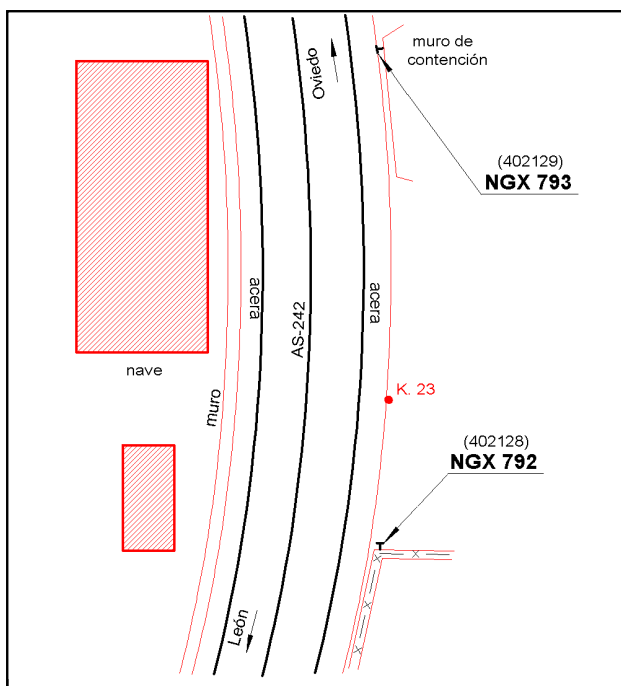 muro de
contención
Oviedo
(402129)
NGX 793
acera
AS-242
acera
nave
muro
K. 23
(402128)
NGX 792
León